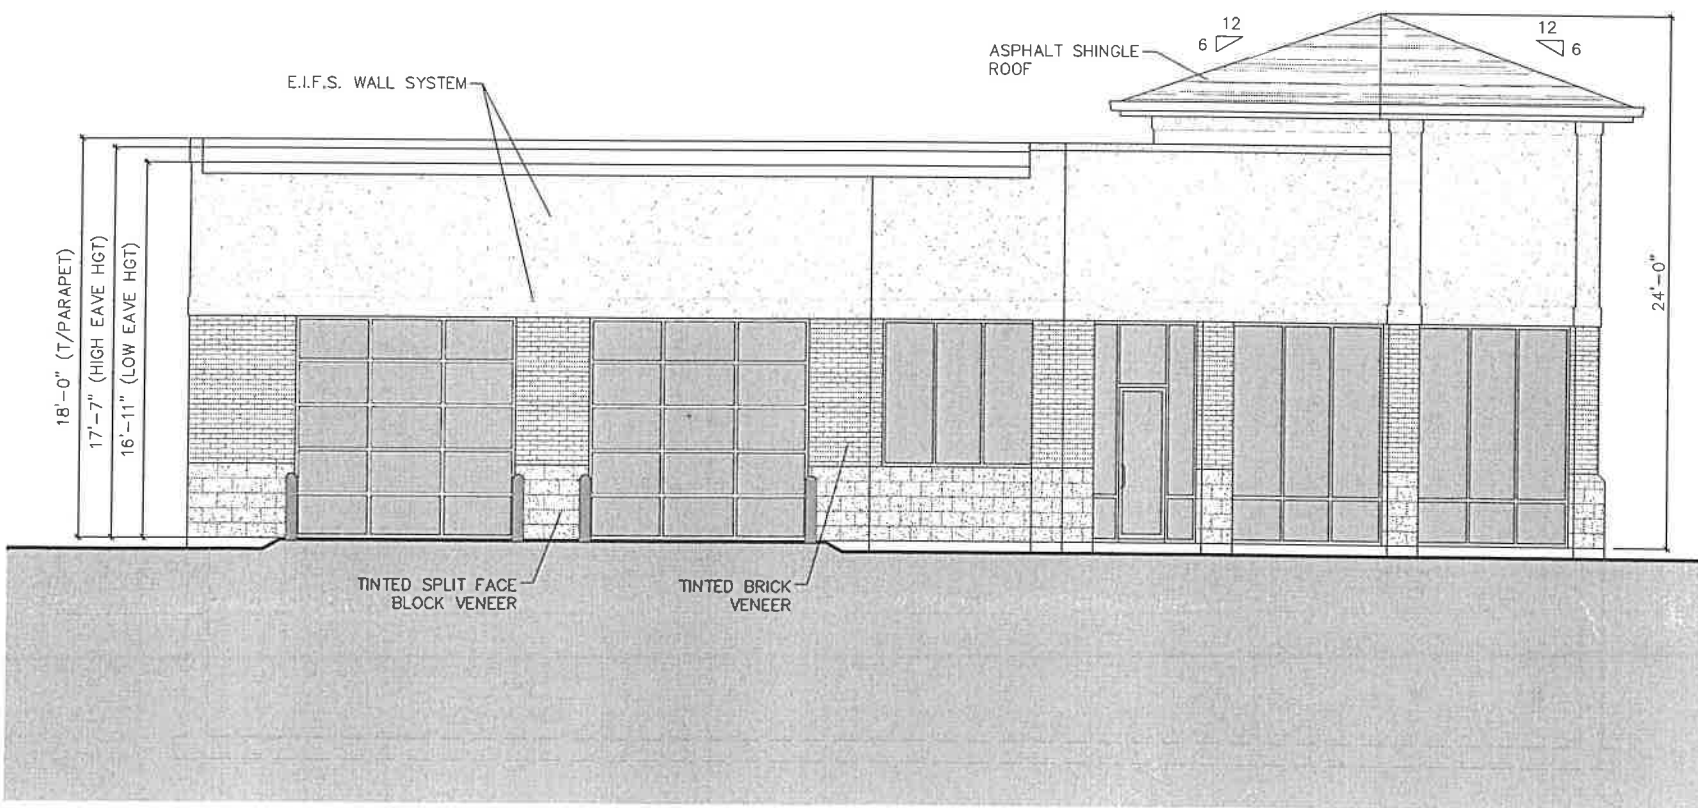 12
6
12
6
ASPHALT SHINGLE
ROOF
E.I.F.S. WALL SYSTEM
18'-0" (T/PARAPET)
17'-7" (HIGH EAVE HGT)
16'-11" (LOW EAVE HGT)
24'-0"
TINTED SPLIT FACE
BLOCK VENEER
TINTED BRICK
VENEER